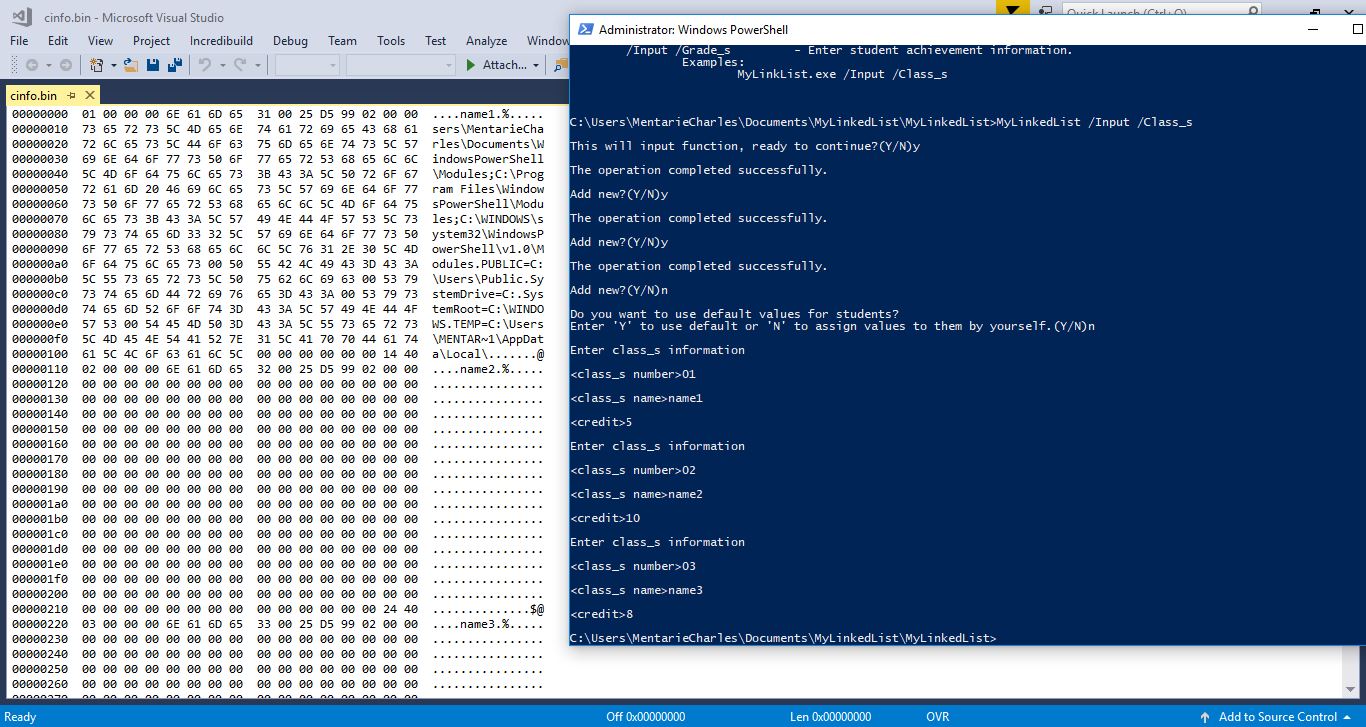 cinfo.bin - Microsoft Visual Studio
Quick Launch (Ctrl+Q)
File Edit View Project Incredibuild Debug Team Tools Test Analyze Window
Attach...
cinfo.bin
00000000 01 00 00 00 6E 61 6D 65 31 00 25 D5 99 02 00 00 ....name1.%.....
00000010 73 65 72 73 5C 4D 65 6E 74 61 72 69 65 43 68 61 sers\MentarieCha
00000020 72 6C 65 73 5C 44 6F 63 75 6D 65 6E 74 73 5C 57 rles\Documents\W
00000030 69 6E 64 6F 77 73 50 6F 77 65 72 53 68 65 6C 6C indowsPowerShell
00000040 5C 4D 6F 64 75 6C 65 73 3B 43 3A 5C 50 72 6F 67 \Modules;C:\Prog
00000050 72 61 6D 20 46 69 6C 65 73 5C 57 69 6E 64 6F 77 ram Files\Window
00000060 73 50 6F 77 65 72 53 68 65 6C 6C 5C 4D 6F 64 75 sPowerShell\Modu
00000070 6C 65 73 3B 43 3A 5C 57 49 4E 44 4F 57 53 5C 73 les;C:\WINDOWS\s
00000080 79 73 74 65 6D 33 32 5C 57 69 6E 64 6F 77 73 50 ystem32\WindowsP
00000090 6F 77 65 72 53 68 65 6C 6C 5C 76 31 2E 30 5C 4D owerShell\v1.0\M
000000a0 6F 64 75 6C 65 73 00 50 55 42 4C 49 43 3D 43 3A odules.PUBLIC=C:
000000b0 5C 55 73 65 72 73 5C 50 75 62 6C 69 63 00 53 79 \Users\Public.Sy
000000c0 73 74 65 6D 44 72 69 76 65 3D 43 3A 00 53 79 73 stemDrive=C:.Sys
000000d0 74 65 6D 52 6F 6F 74 3D 43 3A 5C 57 49 4E 44 4F temRoot=C:\WINDO
000000e0 57 53 00 54 45 4D 50 3D 43 3A 5C 55 73 65 72 73 WS.TEMP=C:\Users
000000f0 5C 4D 45 4E 54 41 52 7E 31 5C 41 70 70 44 61 74 \MENTAR~1\AppDat
00000100 61 5C 4C 6F 63 61 6C 5C 00 00 00 00 00 00 14 40 a\Local\.......@
00000110 02 00 00 00 6E 61 6D 65 32 00 25 D5 99 02 00 00 ....name2.%.....
00000120 00 00 00 00 00 00 00 00 00 00 00 00 00 00 00 00 ................
00000130 00 00 00 00 00 00 00 00 00 00 00 00 00 00 00 00 ................
00000140 00 00 00 00 00 00 00 00 00 00 00 00 00 00 00 00 ................
00000150 00 00 00 00 00 00 00 00 00 00 00 00 00 00 00 00 ................
00000160 00 00 00 00 00 00 00 00 00 00 00 00 00 00 00 00 ................
00000170 00 00 00 00 00 00 00 00 00 00 00 00 00 00 00 00 ................
00000180 00 00 00 00 00 00 00 00 00 00 00 00 00 00 00 00 ................
00000190 00 00 00 00 00 00 00 00 00 00 00 00 00 00 00 00 ................
000001a0 00 00 00 00 00 00 00 00 00 00 00 00 00 00 00 00 ................
000001b0 00 00 00 00 00 00 00 00 00 00 00 00 00 00 00 00 ................
000001c0 00 00 00 00 00 00 00 00 00 00 00 00 00 00 00 00 ................
000001d0 00 00 00 00 00 00 00 00 00 00 00 00 00 00 00 00 ................
000001e0 00 00 00 00 00 00 00 00 00 00 00 00 00 00 00 00 ................
000001f0 00 00 00 00 00 00 00 00 00 00 00 00 00 00 00 00 ................
00000200 00 00 00 00 00 00 00 00 00 00 00 00 00 00 00 00 ................
00000210 00 00 00 00 00 00 00 00 00 00 00 00 00 00 24 40 ..............$@
00000220 03 00 00 00 6E 61 6D 65 33 00 25 D5 99 02 00 00 ....name3.%.....
00000230 00 00 00 00 00 00 00 00 00 00 00 00 00 00 00 00 ................
00000240 00 00 00 00 00 00 00 00 00 00 00 00 00 00 00 00 ................
00000250 00 00 00 00 00 00 00 00 00 00 00 00 00 00 00 00 ................
00000260 00 00 00 00 00 00 00 00 00 00 00 00 00 00 00 00 ................
Administrator: Windows PowerShell
/Input /Grade_s - Enter student achievement information.
Examples:
MyLinkList.exe /Input /Class_s
C:\Users\MentarieCharles\Documents\MyLinkedList\MyLinkedList>MyLinkedList /Input /Class_s
This will input function, ready to continue?(Y/N)y
The operation completed successfully.
Add new?(Y/N)y
The operation completed successfully.
Add new?(Y/N)y
The operation completed successfully.
Add new?(Y/N)n
Do you want to use default values for students?
Enter 'Y' to use default or 'N' to assign values to them by yourself.(Y/N)n
Enter class_s information
<class_s number>01
<class_s name>name1
<credit>5
Enter class_s information
<class_s number>02
<class_s name>name2
<credit>10
Enter class_s information
<class_s number>03
<class_s name>name3
<credit>8
C:\Users\MentarieCharles\Documents\MyLinkedList\MyLinkedList>
Ready Off 0x00000000 Len 0x00000000 OVR Add to Source Control